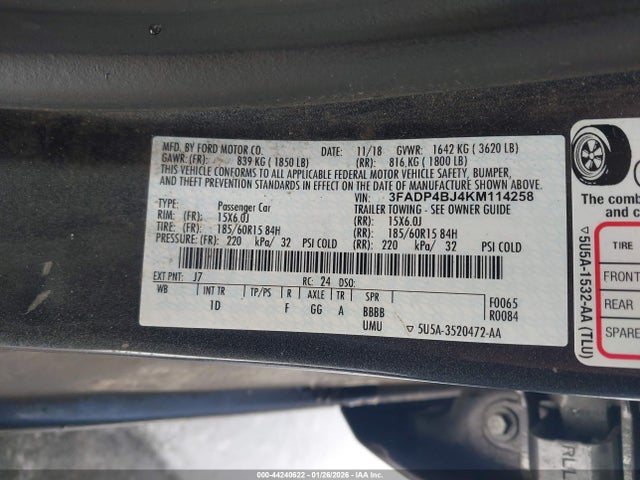 MFD. BY FORD MOTOR CO.
DATE: 11/18 GVWR: 1642 KG ( 3620 LB)
GAWR: (FR): 839 KG ( 1850 LB) (RR): 816 KG ( 1800 LB)
THIS VEHICLE CONFORMS TO ALL APPLICABLE FEDERAL MOTOR VEHICLE SAFETY, BUMPER,
AND THEFT PREVENTION STANDARDS IN EFFECT ON THE DATE OF MANUFACTURE SHOWN ABOVE.
VIN: 3FADP4BJ4KM114258
TYPE: Passenger Car TRAILER TOWING - SEE OWNER GUIDE
RIM: (FR) 15X6.0J (RR): 15X6.0J
TIRE: (FR) 185/60R15 84H (RR): 185/60R15 84H
PRESSURE: (FR) 220 kPa/ 32 PSI COLD (RR): 220 kPa/ 32 PSI COLD
EXT PNT: J7 RC: 24 DSO:
WB INT TR TP/PS R AXLE TR SPR
1D F GG A BBBB
UMU
F0065
R0084
▽ 5U5A-3520472-AA
The comb
▽5U5A-1532-AA (TLU)
TIRE
FRONT
REAR
SPARE
000-44240622 - 01/26/2026 - IAAI.COM